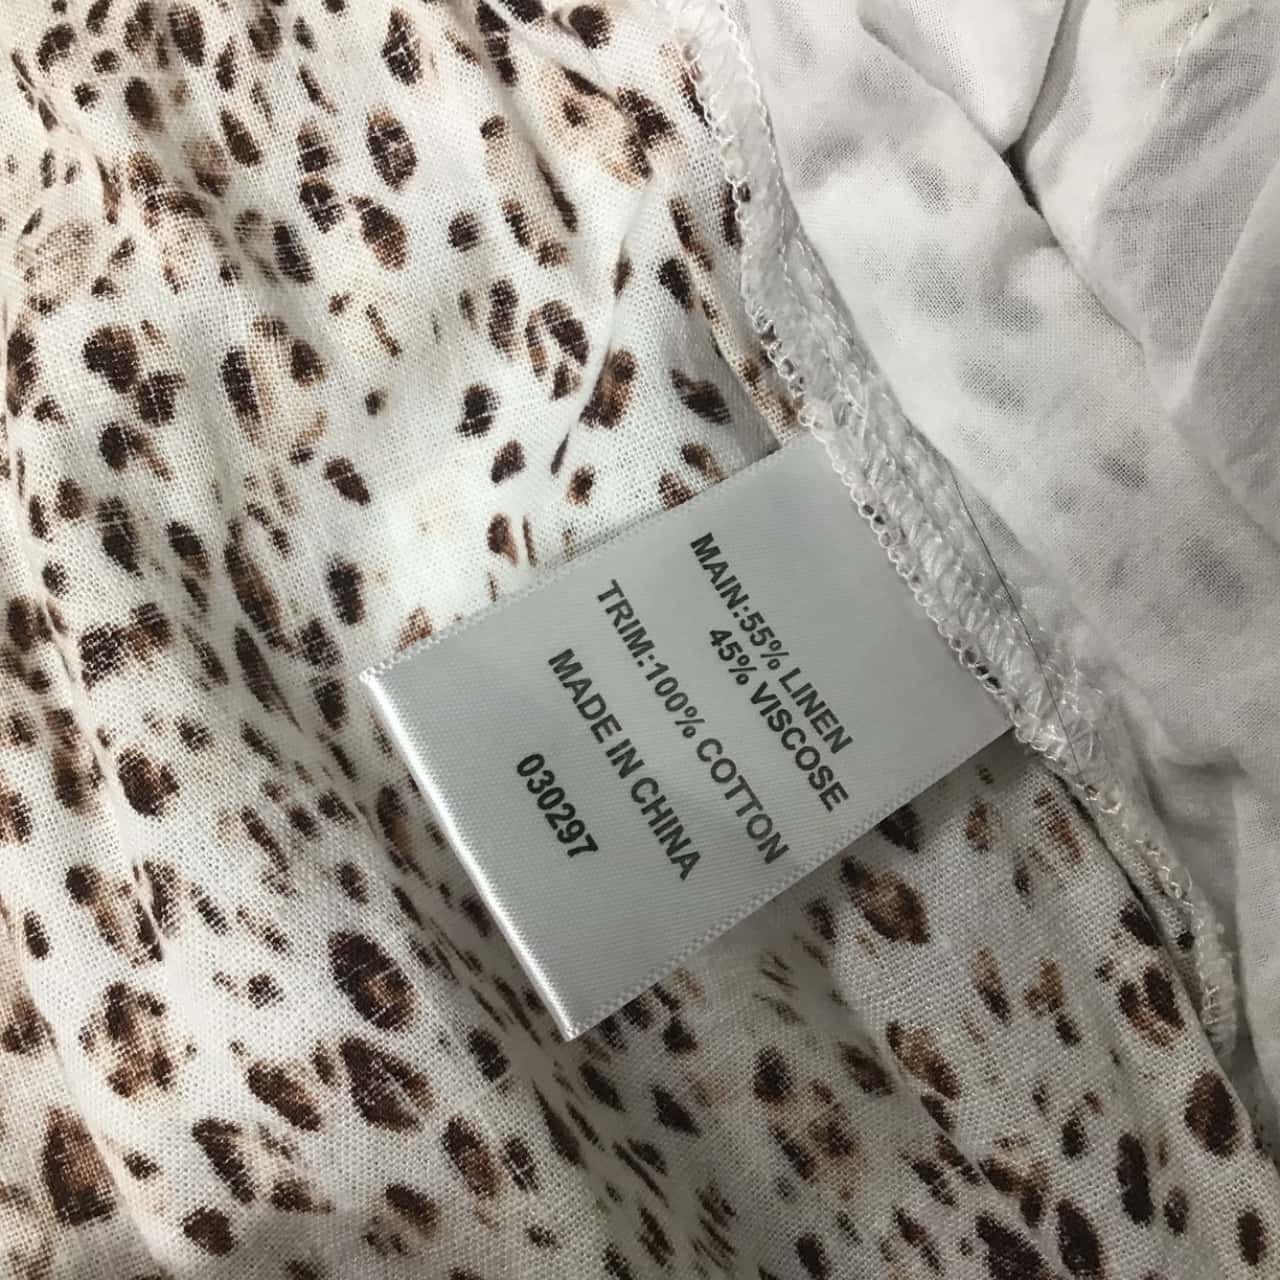 MAIN:55% LINEN
45% VISCOSE
TRIM:100% COTTON
MADE IN CHINA
030297